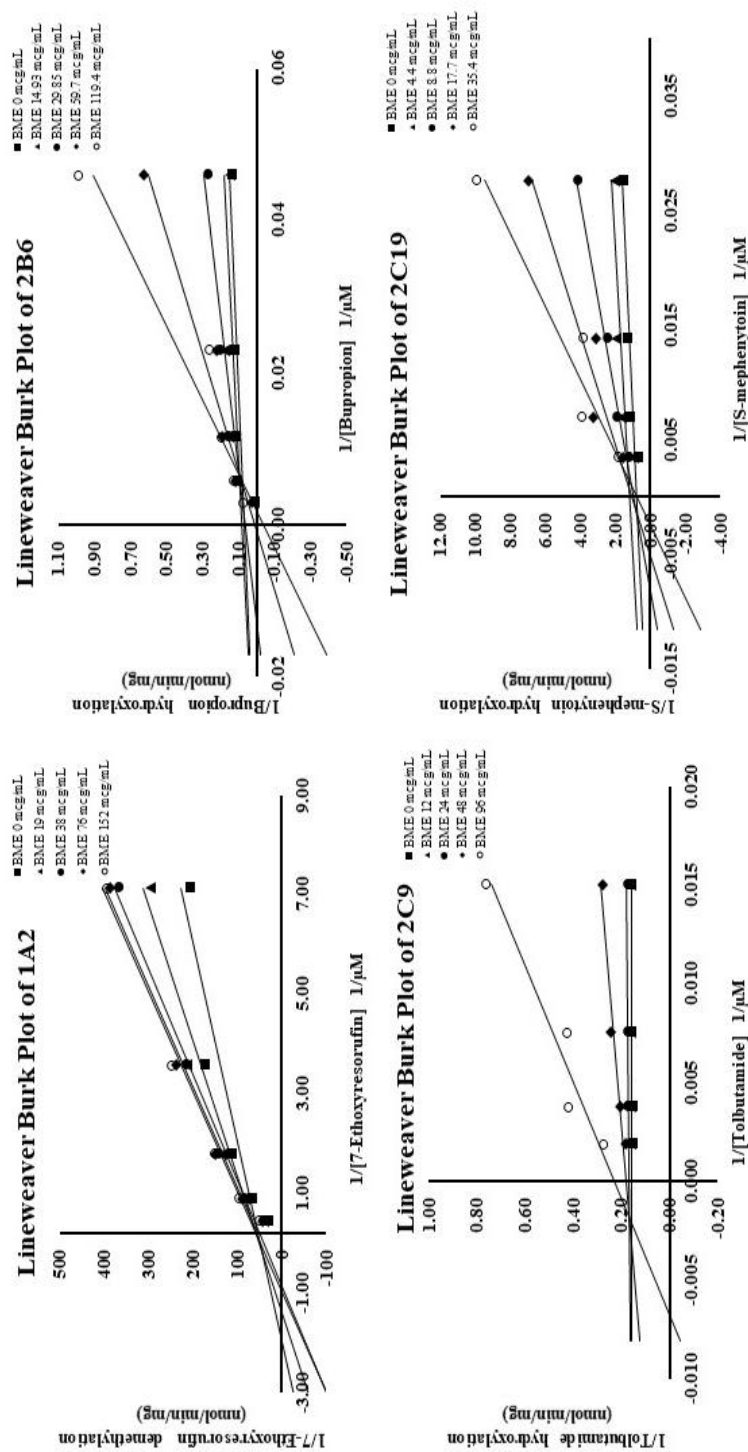 Lineweaver Burk Plot of 1A2
■ BME 0 mcg/mL
▲ BME 19 mcg/mL
● BME 38 mcg/mL
◆ BME 76 mcg/mL
○ BME 152 mcg/mL
1/7-Ethoxyresorufin demethylation
(nmol/min/mg)
500
400
300
200
100
0
-100
-3.00 -1.00 1.00 3.00 5.00 7.00 9.00
1/[7-Ethoxyresorufin] 1/µM
Lineweaver Burk Plot of 2B6
■ BME 0 mcg/mL
▲ BME 14.93 mcg/mL
● BME 29.85 mcg/mL
◆ BME 59.7 mcg/mL
○ BME 119.4 mcg/mL
1/Bupropion hydroxylation
(nmol/min/mg)
1.10
0.90
0.70
0.50
0.30
0.10
-0.10
-0.30
-0.50
-0.02 0.00 0.02 0.04 0.06
1/[Bupropion] 1/µM
Lineweaver Burk Plot of 2C9
■ BME 0 mcg/mL
▲ BME 12 mcg/mL
● BME 24 mcg/mL
◆ BME 48 mcg/mL
○ BME 96 mcg/mL
1/Tolbutamide hydroxylation
(nmol/min/mg)
1.00
0.80
0.60
0.40
0.20
0.00
-0.20
-0.010 -0.005 0.000 0.005 0.010 0.015 0.020
1/[Tolbutamide] 1/µM
Lineweaver Burk Plot of 2C19
■ BME 0 mcg/mL
▲ BME 4.4 mcg/mL
● BME 8.8 mcg/mL
◆ BME 17.7 mcg/mL
○ BME 35.4 mcg/mL
1/S-mephenytoin hydroxylation
(nmol/min/mg)
12.00
10.00
8.00
6.00
4.00
2.00
0.00
-2.00
-4.00
-0.015 -0.005 0.005 0.015 0.025 0.035
1/[S-mephenytoin] 1/µM